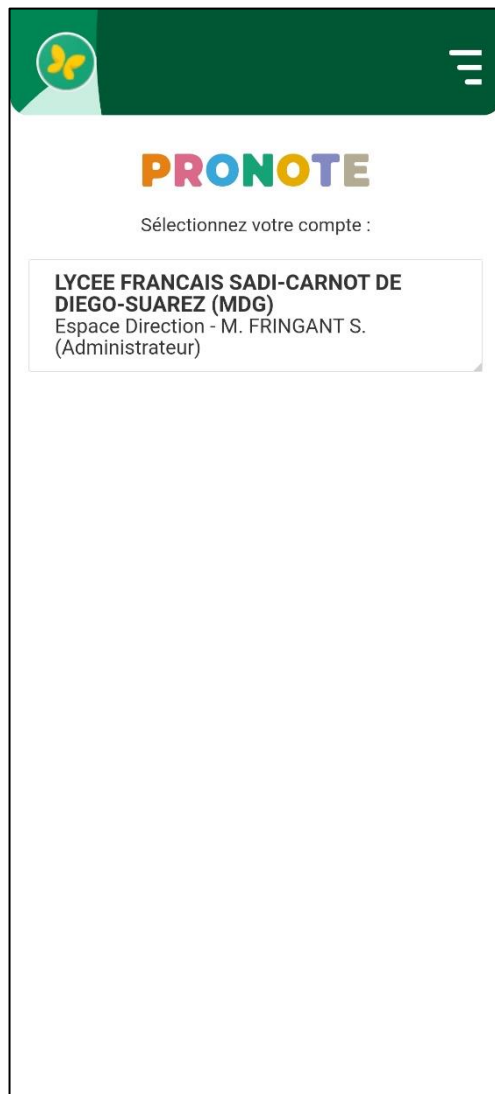 PRONOTE
Sélectionnez votre compte :
LYCEE FRANCAIS SADI-CARNOT DE
DIEGO-SUAREZ (MDG)
Espace Direction - M. FRINGANT S.
(Administrateur)